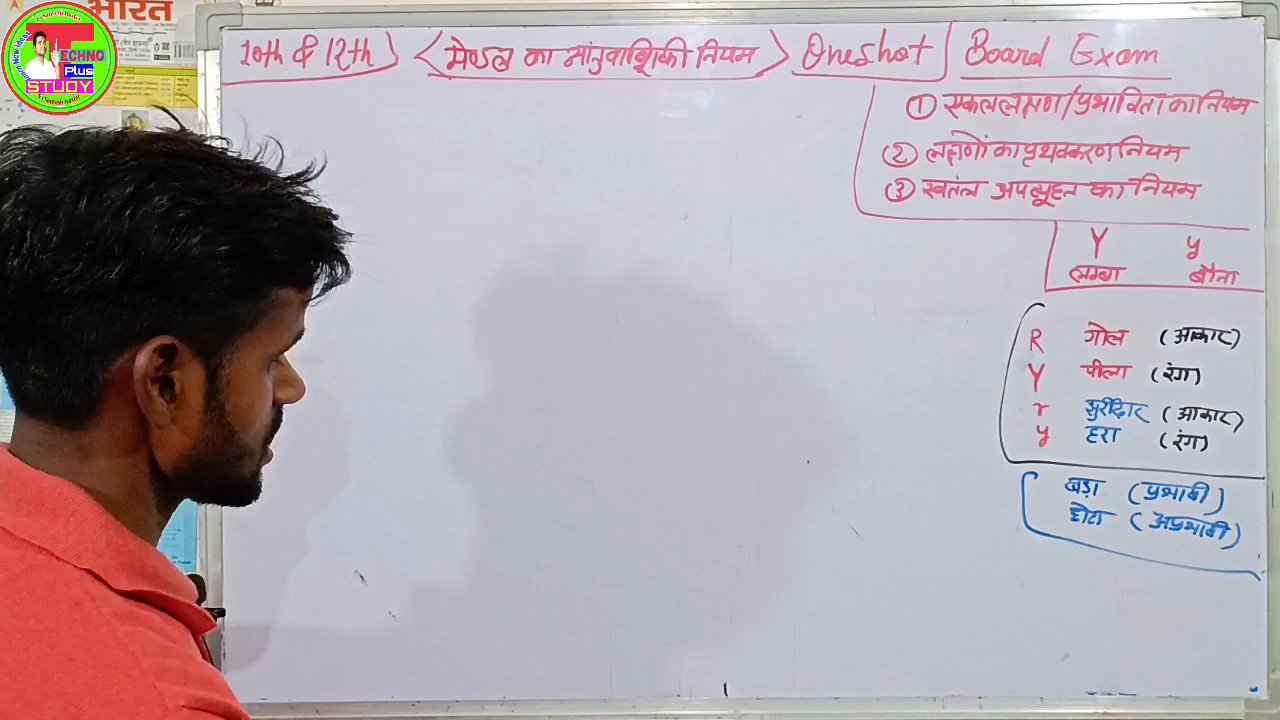 भारत
TECHNO
Plus
STUDY
10th & 12th
मेण्डल का आंनुवांशिकी नियम
Oneshot
Board Exam
① एकल लक्षण/प्रभाविता का नियम
② लक्षणों का पृथक्करण नियम
③ स्वतंत्र अपव्यूहन का नियम
Y y
लम्बा बौना
R गोल (आकार)
Y पीला (रंग)
r झुर्रीदार (आकार)
y हरा (रंग)
बड़ा (प्रभावी)
छोटा (अप्रभावी)